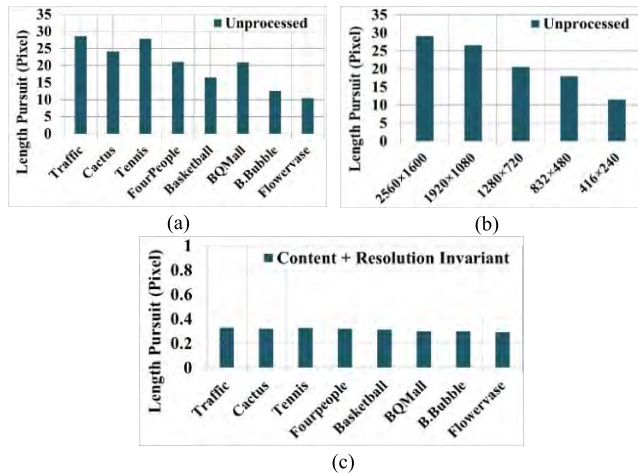 (a)
Unprocessed
Length Pursuit (Pixel)
35
30
25
20
15
10
5
0
Traffic
Cactus
Tennis
FourPeople
Basketball
BQMall
B.Bubble
Flowervase
(b)
Unprocessed
Length Pursuit (Pixel)
35
30
25
20
15
10
5
0
2560×1600
1920×1080
1280×720
832×480
416×240
(c)
Content + Resolution Invariant
Length Pursuit (Pixel)
1
0.8
0.6
0.4
0.2
0
Traffic
Cactus
Tennis
Fourpeople
Basketball
BQMall
B.Bubble
Flowervase